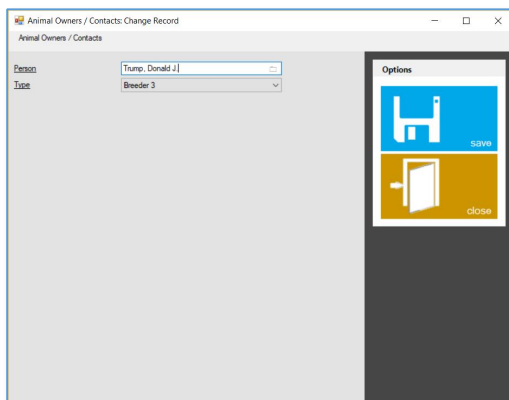 Animal Owners / Contacts: Change Record
Animal Owners / Contacts
Person Trump, Donald J.
Type Breeder 3
Options
save
close